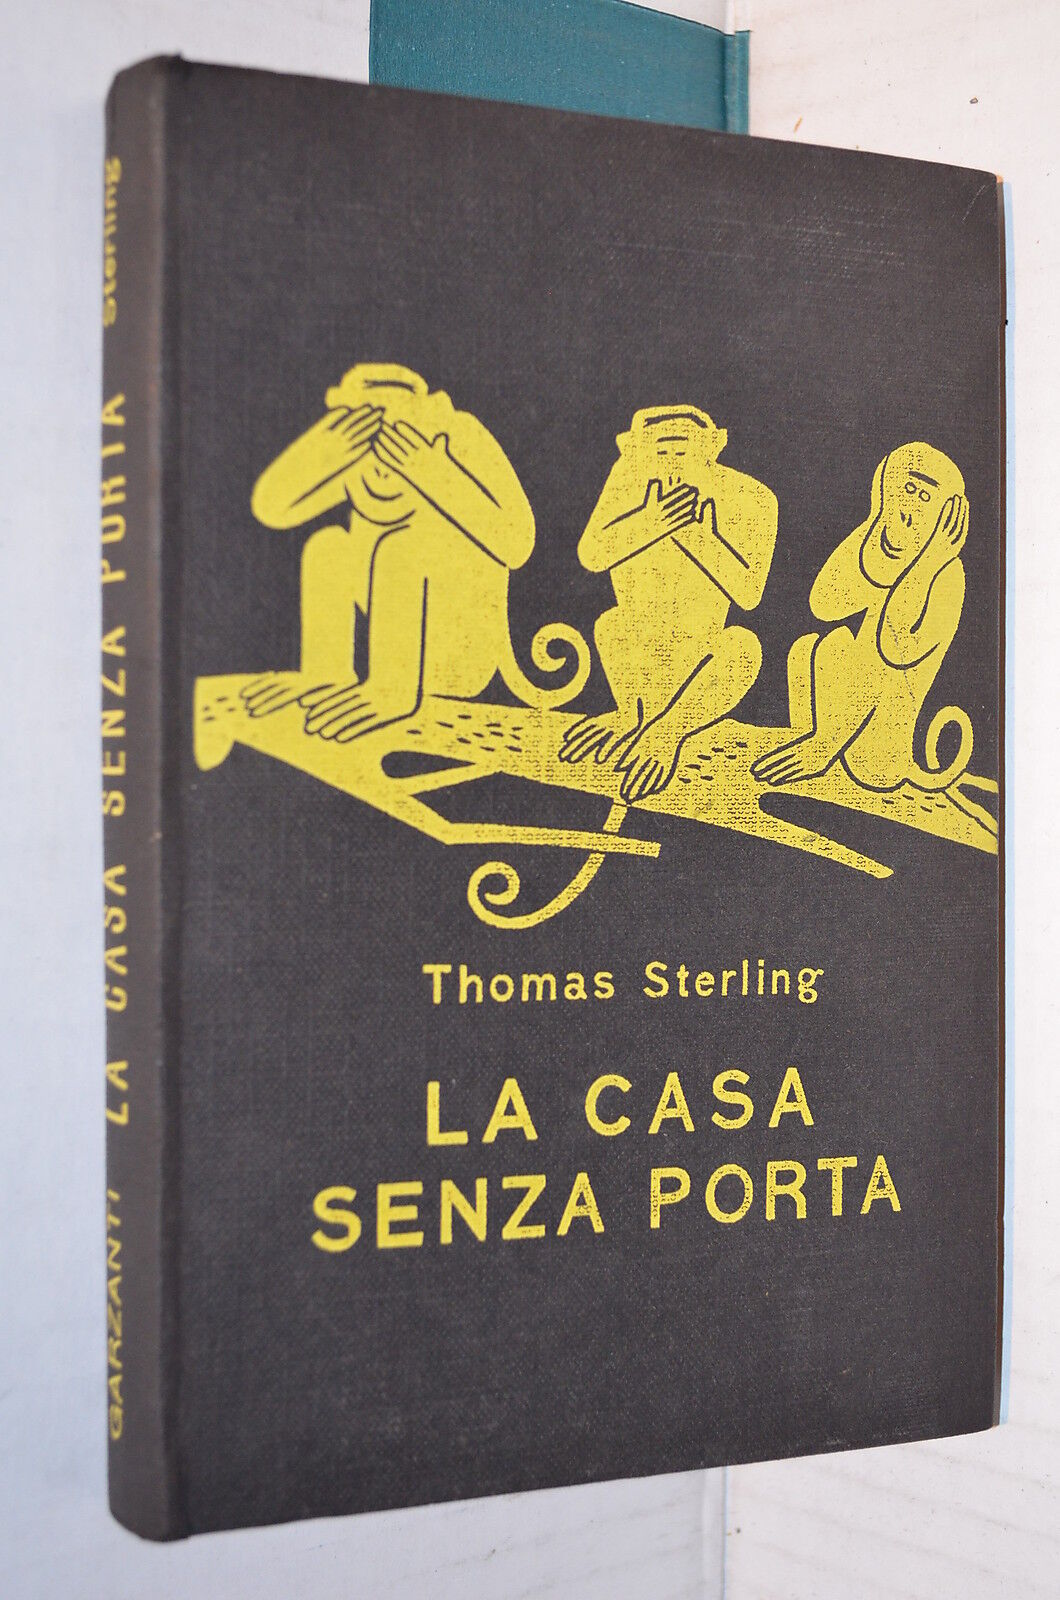 Thomas Sterling
LA CASA
SENZA PORTA
GARZANTI LA CASA SENZA PORTA Sterling